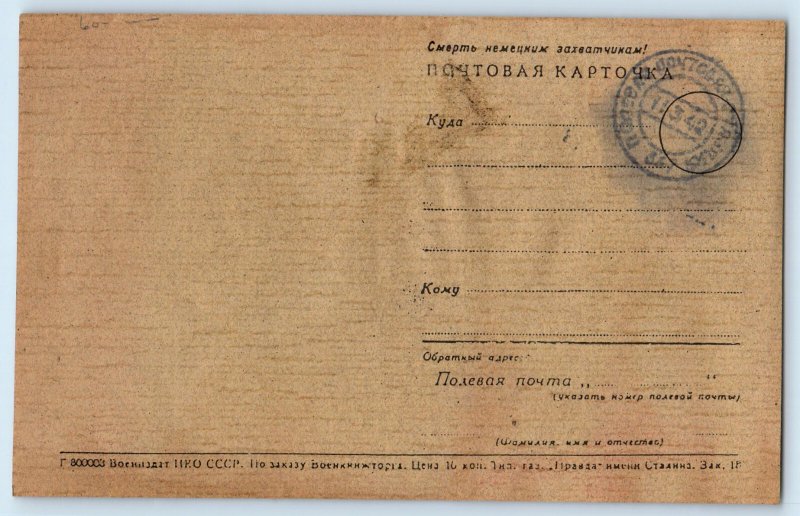 60-
Смерть немецким захватчикам!
ПОЧТОВАЯ КАРТОЧКА
Куда
Кому
Обратный адрес:
Полевая почта „ “
(указать номер полевой почты)
(Фамилия, имя и отчество)
Г 800003 Воениздат НКО СССР. По заказу Военкнижторга. Цена 10 коп. Тип. газ. „Правда“ имени Сталина. Зак. 18